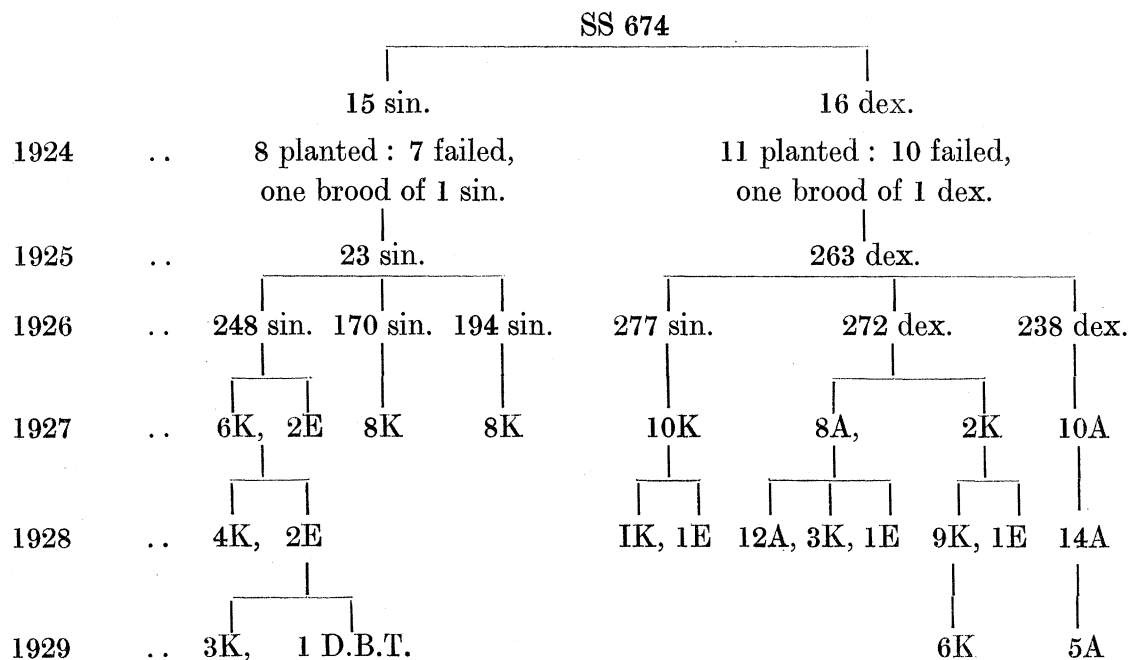 SS 674
15 sin. 16 dex.
1924 .. 8 planted : 7 failed, 11 planted : 10 failed,
one brood of 1 sin. one brood of 1 dex.
1925 .. 23 sin. 263 dex.
1926 .. 248 sin. 170 sin. 194 sin. 277 sin. 272 dex. 238 dex.
1927 .. 6K, 2E 8K 8K 10K 8A, 2K 10A
1928 .. 4K, 2E IK, 1E 12A, 3K, 1E 9K, 1E 14A
1929 .. 3K, 1 D.B.T. 6K 5A